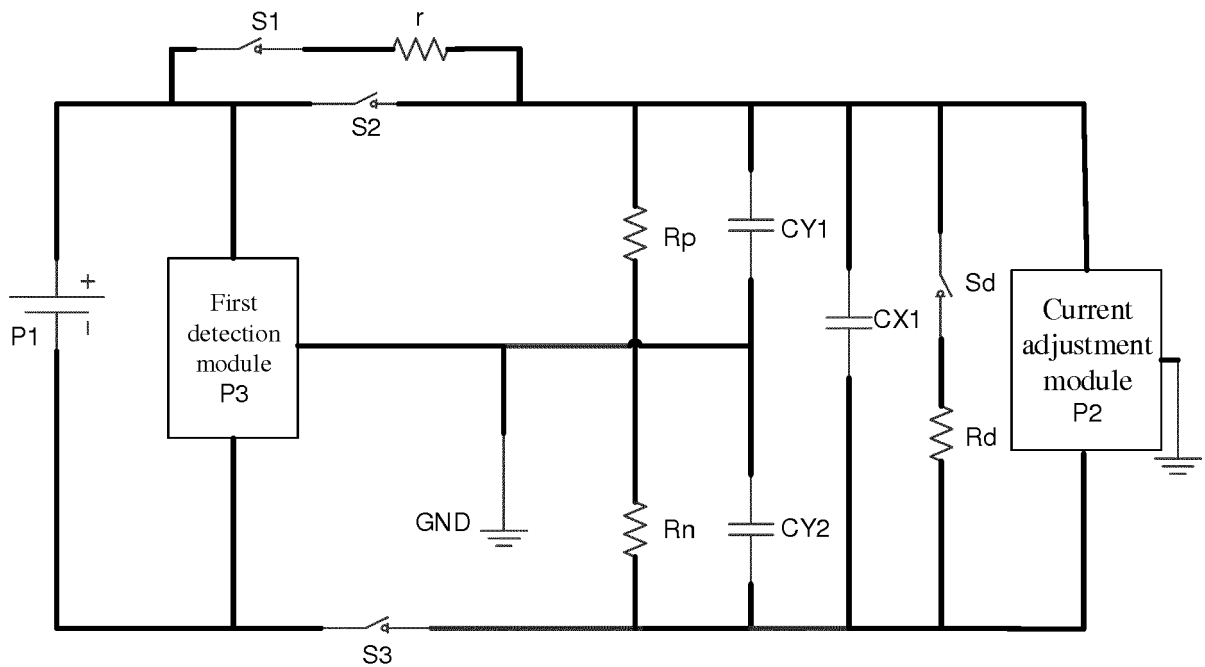 S1
r
S2
Rp
CY1
+
P1
First
detection
module
P3
CX1
Sd
Current
adjustment
module
P2
Rd
GND
Rn
CY2
S3